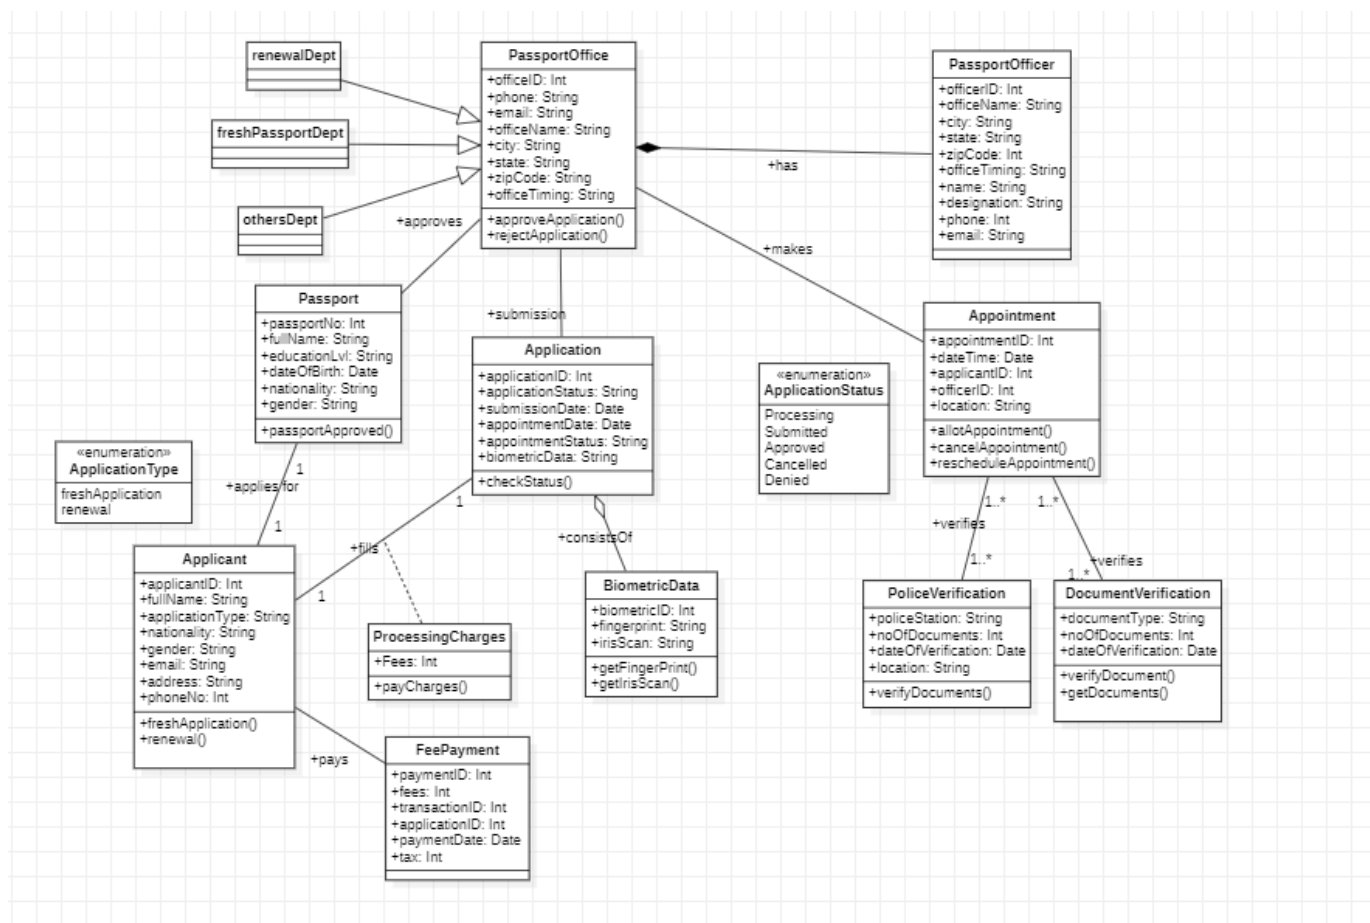 renewalDept
freshPassportDept
othersDept
PassportOffice
+officeID: Int
+phone: String
+email: String
+officeName: String
+city: String
+state: String
+zipCode: String
+officeTiming: String
+approveApplication()
+rejectApplication()
PassportOfficer
+officerID: Int
+officeName: String
+city: String
+state: String
+zipCode: Int
+officeTiming: String
+name: String
+designation: String
+phone: Int
+email: String
+has
+approves
+makes
+submission
Passport
+passportNo: Int
+fullName: String
+educationLvl: String
+dateOfBirth: Date
+nationality: String
+gender: String
+passportApproved()
Application
+applicationID: Int
+applicationStatus: String
+submissionDate: Date
+appointmentDate: Date
+appointmentStatus: String
+biometricData: String
+checkStatus()
«enumeration»
ApplicationStatus
Processing
Submitted
Approved
Cancelled
Denied
Appointment
+appointmentID: Int
+dateTime: Date
+applicantID: Int
+officerID: Int
+location: String
+allotAppointment()
+cancelAppointment()
+rescheduleAppointment()
«enumeration»
ApplicationType
freshApplication
renewal
1
+applies for
1
1
+fills
1
+consistsOf
1..*
1..*
+verifies
1..*
+verifies
1..*
Applicant
+applicantID: Int
+fullName: String
+applicationType: String
+nationality: String
+gender: String
+email: String
+address: String
+phoneNo: Int
+freshApplication()
+renewal()
ProcessingCharges
+Fees: Int
+payCharges()
BiometricData
+biometricID: Int
+fingerprint: String
+irisScan: String
+getFingerPrint()
+getIrisScan()
PoliceVerification
+policeStation: String
+noOfDocuments: Int
+dateOfVerification: Date
+location: String
+verifyDocuments()
DocumentVerification
+documentType: String
+noOfDocuments: Int
+dateOfVerification: Date
+verifyDocument()
+getDocuments()
+pays
FeePayment
+paymentID: Int
+fees: Int
+transactionID: Int
+applicationID: Int
+paymentDate: Date
+tax: Int